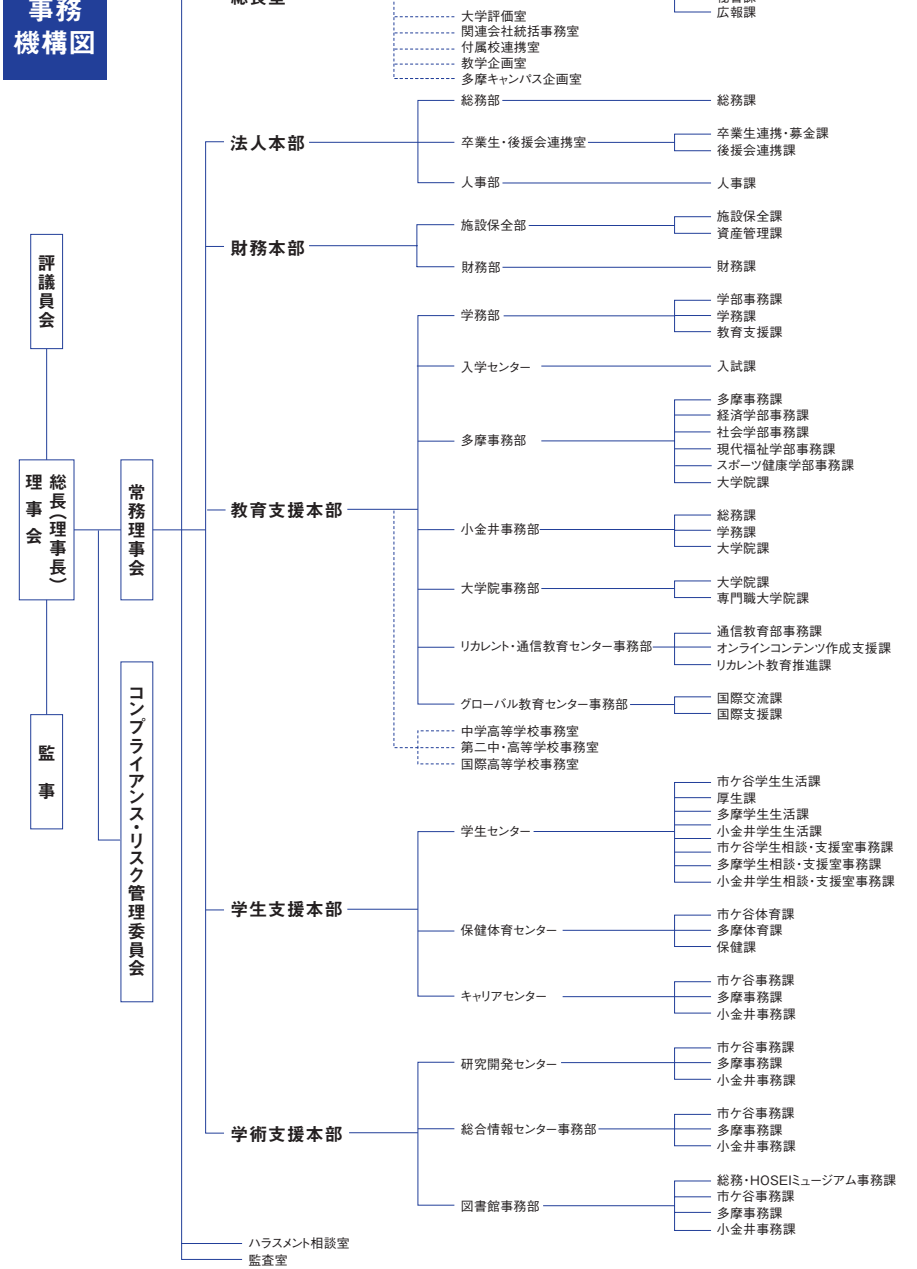 事務
機構図
大学評価室
関連会社統括事務室
付属校連携室
教学企画室
多摩キャンパス企画室
広報課
法人本部
総務部
総務課
卒業生・後援会連携室
卒業生連携・募金課
後援会連携課
人事部
人事課
財務本部
施設保全部
施設保全課
資産管理課
財務部
財務課
評議員会
総長(理事長)
理事会
監事
常務理事会
コンプライアンス・リスク管理委員会
教育支援本部
学務部
学部事務課
学務課
教育支援課
入学センター
入試課
多摩事務部
多摩事務課
経済学部事務課
社会学部事務課
現代福祉学部事務課
スポーツ健康学部事務課
大学院課
小金井事務部
総務課
学務課
大学院課
大学院事務部
大学院課
専門職大学院課
リカレント・通信教育センター事務部
通信教育部事務課
オンラインコンテンツ作成支援課
リカレント教育推進課
グローバル教育センター事務部
国際交流課
国際支援課
中学高等学校事務室
第二中・高等学校事務室
国際高等学校事務室
学生支援本部
学生センター
市ケ谷学生生活課
厚生課
多摩学生生活課
小金井学生生活課
市ケ谷学生相談・支援室事務課
多摩学生相談・支援室事務課
小金井学生相談・支援室事務課
保健体育センター
市ケ谷体育課
多摩体育課
保健課
キャリアセンター
市ケ谷事務課
多摩事務課
小金井事務課
学術支援本部
研究開発センター
市ケ谷事務課
多摩事務課
小金井事務課
総合情報センター事務部
市ケ谷事務課
多摩事務課
小金井事務課
図書館事務部
総務・HOSEIミュージアム事務課
市ケ谷事務課
多摩事務課
小金井事務課
ハラスメント相談室
監査室